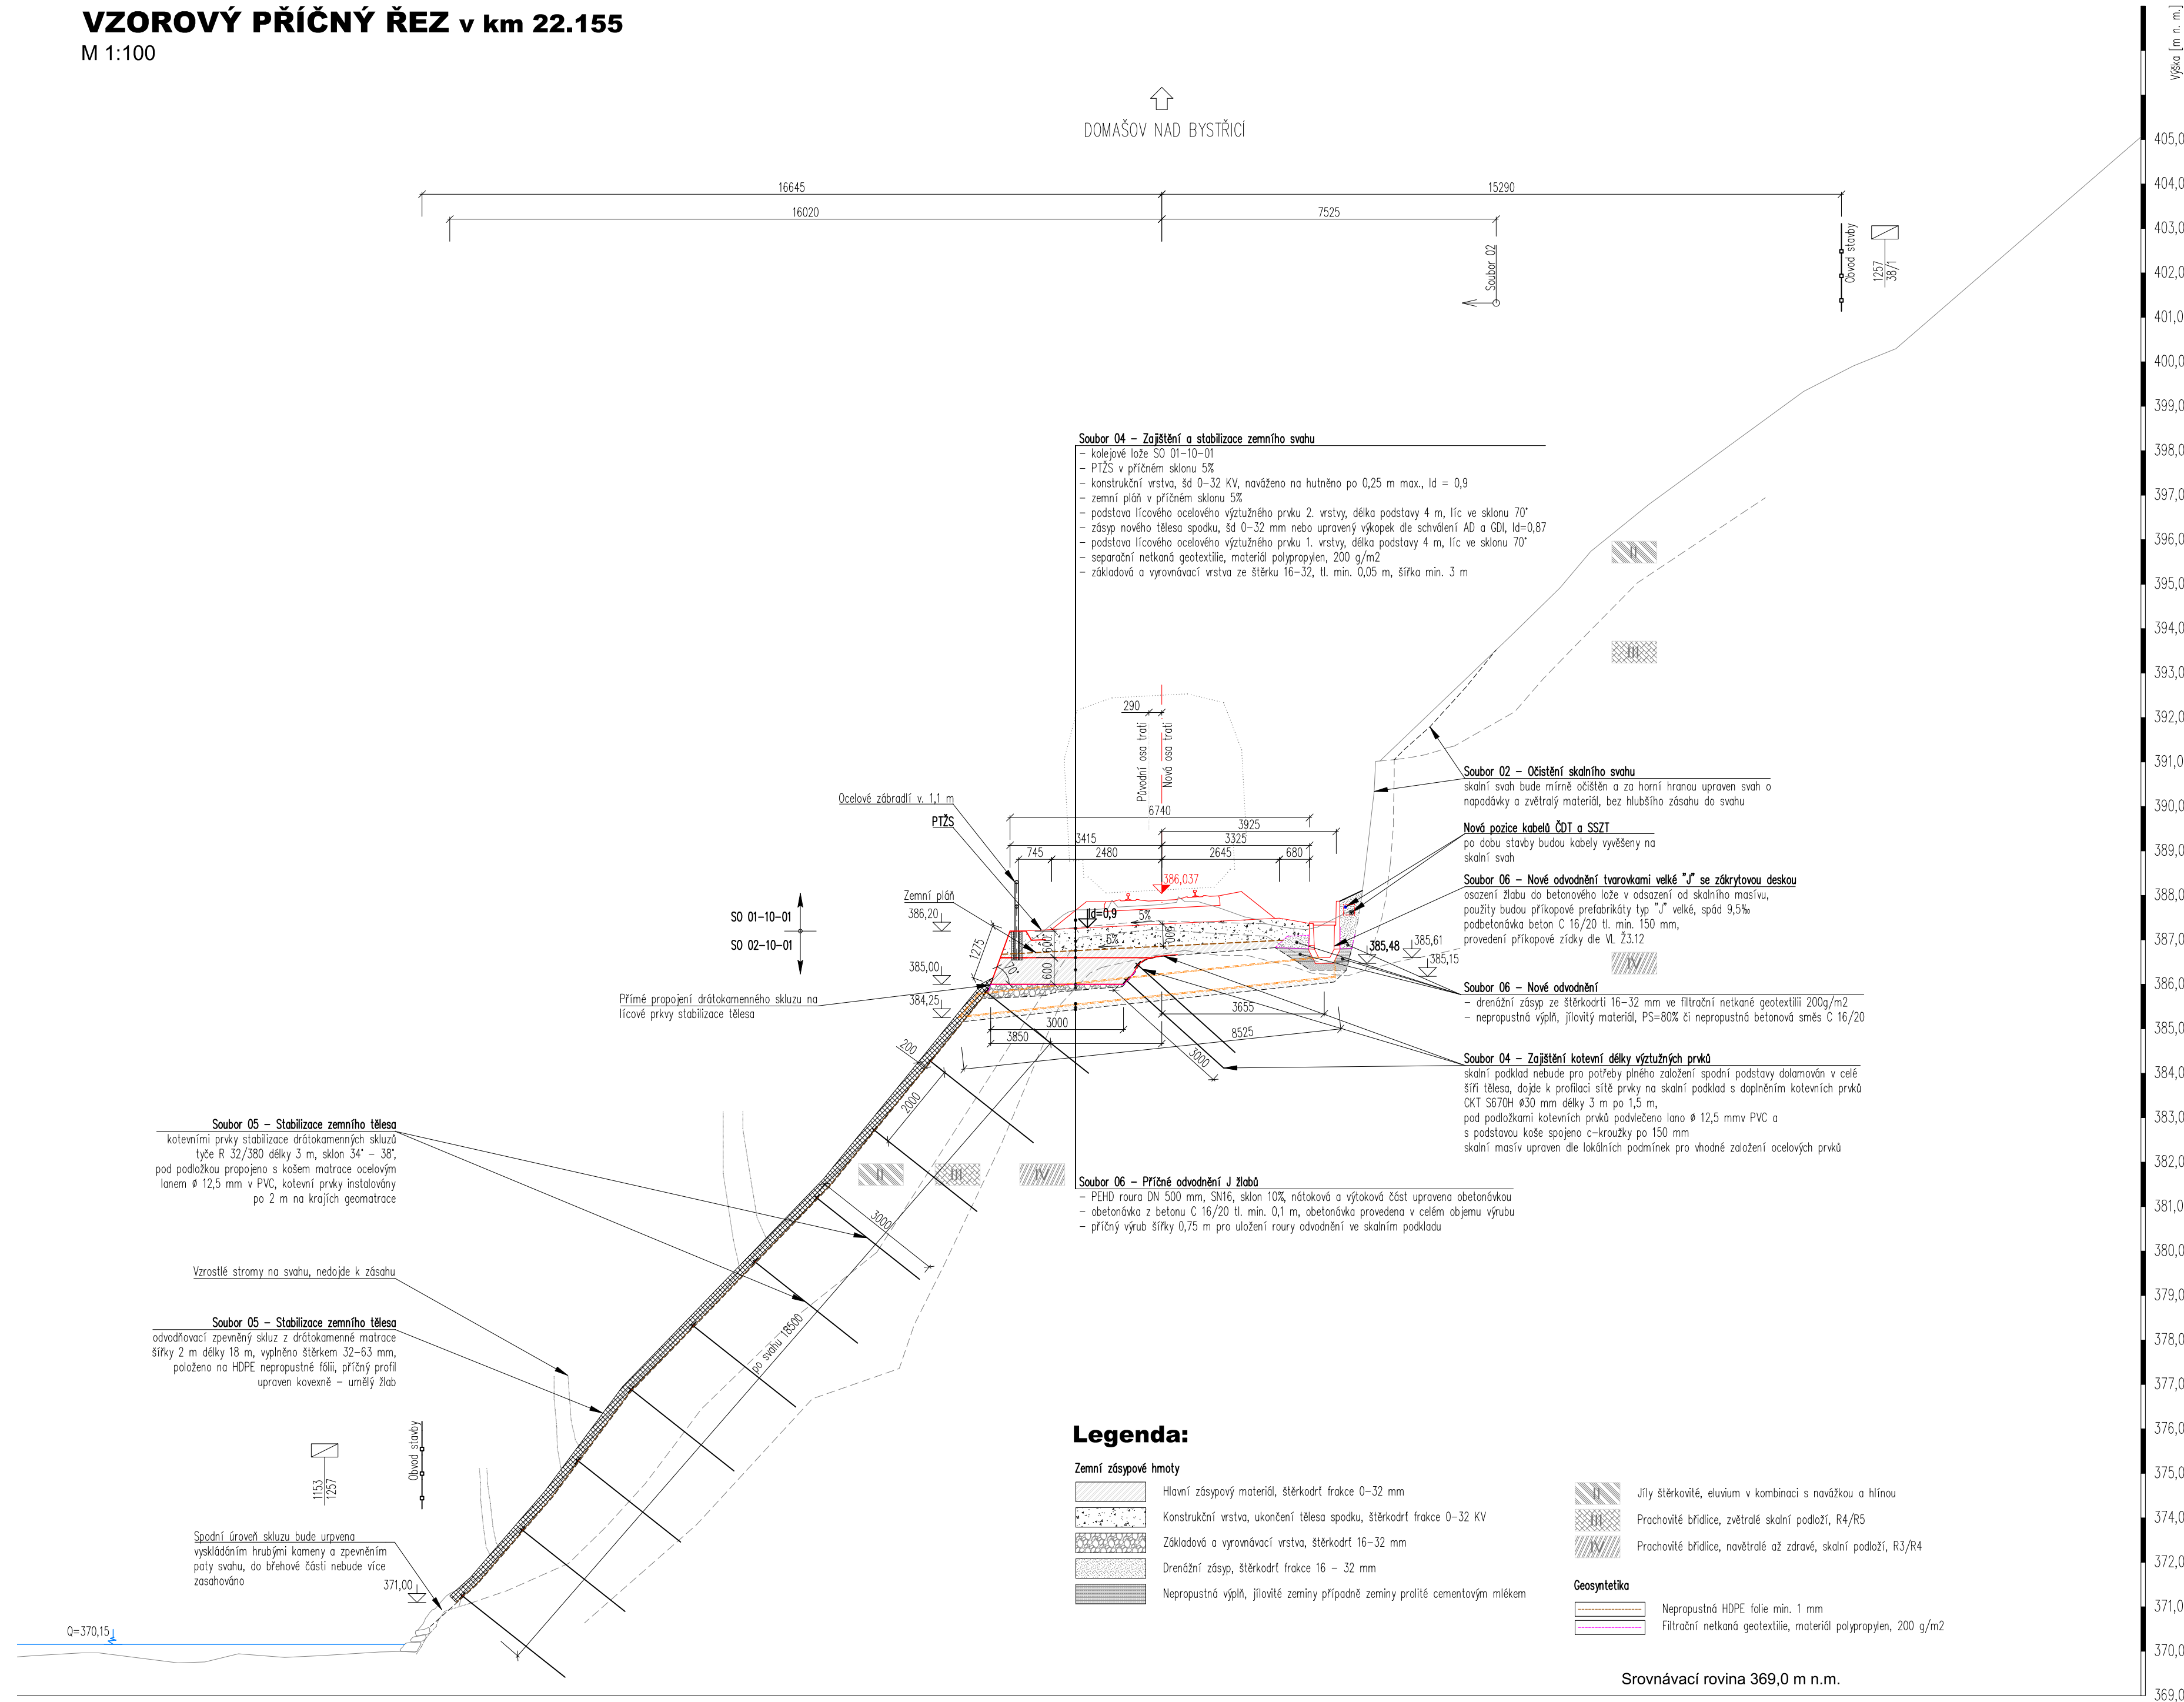 VZOROVÝ PŘÍČNÝ ŘEZ v km 22.155
M 1:100
Výška [m n. m.]
DOMAŠOV NAD BYSTŘICÍ
16645
15290
16020
7525
Soubor 02
Obvod stavby
1257
38/1
405,0
404,0
403,0
402,0
401,0
400,0
399,0
398,0
397,0
396,0
395,0
394,0
393,0
392,0
391,0
390,0
389,0
388,0
387,0
386,0
385,0
384,0
383,0
382,0
381,0
380,0
379,0
378,0
377,0
376,0
375,0
374,0
372,0
371,0
370,0
369,0
Soubor 04 – Zajištění a stabilizace zemního svahu
– kolejové lože SO 01–10–01
– PTŽS v příčném sklonu 5%
– konstrukční vrstva, šd 0–32 KV, naváženo na hutněno po 0,25 m max., Id = 0,9
– zemní pláň v příčném sklonu 5%
– podstava lícového ocelového výztužného prvku 2. vrstvy, délka podstavy 4 m, líc ve sklonu 70°
– zásyp nového tělesa spodku, šd 0–32 mm nebo upravený výkopek dle schválení AD a GDI, Id=0,87
– podstava lícového ocelového výztužného prvku 1. vrstvy, délka podstavy 4 m, líc ve sklonu 70°
– separační netkaná geotextilie, materiál polypropylen, 200 g/m2
– základová a vyrovnávací vrstva ze štěrku 16–32, tl. min. 0,05 m, šířka min. 3 m
II
III
290
Původní osa trati
Nová osa trati
6740
3925
3415
3325
745
2480
2645
680
386,037
Ocelové zábradlí v. 1,1 m
PTŽS
Zemní pláň
386,20
SO 01–10–01
SO 02–10–01
1275
385,00
384,25
70°
600
600
500
Id=0,9
5%
5%
385,48
385,61
385,15
IV
Přímé propojení drátokamenného skluzu na
lícové prvky stabilizace tělesa
3655
3000
3850
8525
3000
200
2000
3000
po svahu 18500
Soubor 02 – Očistění skalního svahu
skalní svah bude mírně očištěn a za horní hranou upraven svah o
napadávky a zvětralý materiál, bez hlubšího zásahu do svahu
Nová pozice kabelů ČDT a SSZT
po dobu stavby budou kabely vyvěšeny na
skalní svah
Soubor 06 – Nové odvodnění tvarovkami velké "J" se zákrytovou deskou
osazení žlabu do betonového lože v odsazení od skalního masívu,
použity budou příkopové prefabrikáty typ "J" velké, spád 9,5‰
podbetonávka beton C 16/20 tl. min. 150 mm,
provedení příkopové zídky dle VL Ž3.12
Soubor 06 – Nové odvodnění
– drenážní zásyp ze štěrkodrti 16–32 mm ve filtrační netkané geotextilii 200g/m2
– nepropustná výplň, jílovitý materiál, PS=80% či nepropustná betonová směs C 16/20
Soubor 04 – Zajištění kotevní délky výztužných prvků
skalní podklad nebude pro potřeby plného založení spodní podstavy dolamován v celé
šíři tělesa, dojde k profilaci sítě prvky na skalní podklad s doplněním kotevních prvků
CKT S670H Ø30 mm délky 3 m po 1,5 m,
pod podložkami kotevních prvků podvlečeno lano Ø 12,5 mmv PVC a
s podstavou koše spojeno c–kroužky po 150 mm
skalní masív upraven dle lokálních podmínek pro vhodné založení ocelových prvků
Soubor 05 – Stabilizace zemního tělesa
kotevními prvky stabilizace drátokamenných skluzů
tyče R 32/380 délky 3 m, sklon 34° – 38°,
pod podložkou propojeno s košem matrace ocelovým
lanem Ø 12,5 mm v PVC, kotevní prvky instalovány
po 2 m na krajích geomatrace
II
III
IV
Soubor 06 – Příčné odvodnění J žlabů
– PEHD roura DN 500 mm, SN16, sklon 10%, nátoková a výtoková část upravena obetonávkou
– obetonávka z betonu C 16/20 tl. min. 0,1 m, obetonávka provedena v celém objemu výrubu
– příčný výrub šířky 0,75 m pro uložení roury odvodnění ve skalním podkladu
Vzrostlé stromy na svahu, nedojde k zásahu
Soubor 05 – Stabilizace zemního tělesa
odvodňovací zpevněný skluz z drátokamenné matrace
šířky 2 m délky 18 m, vyplněno štěrkem 32–63 mm,
položeno na HDPE nepropustné fólii, příčný profil
upraven kovexně – umělý žlab
Obvod stavby
1153
1257
Spodní úroveň skluzu bude urpvena
vyskládáním hrubými kameny a zpevněním
paty svahu, do břehové části nebude více
zasahováno
371,00
Q=370,15
Legenda:
Zemní zásypové hmoty
Hlavní zásypový materiál, štěrkodrť frakce 0–32 mm
Konstrukční vrstva, ukončení tělesa spodku, štěrkodrť frakce 0–32 KV
Základová a vyrovnávací vrstva, štěrkodrť 16–32 mm
Drenážní zásyp, štěrkodrť frakce 16 – 32 mm
Nepropustná výplň, jílovité zeminy případně zeminy prolité cementovým mlékem
II Jíly štěrkovité, eluvium v kombinaci s navážkou a hlínou
III Prachovité břidlice, zvětralé skalní podloží, R4/R5
IV Prachovité břidlice, navětralé až zdravé, skalní podloží, R3/R4
Geosyntetika
Nepropustná HDPE folie min. 1 mm
Filtrační netkaná geotextilie, materiál polypropylen, 200 g/m2
Srovnávací rovina 369,0 m n.m.